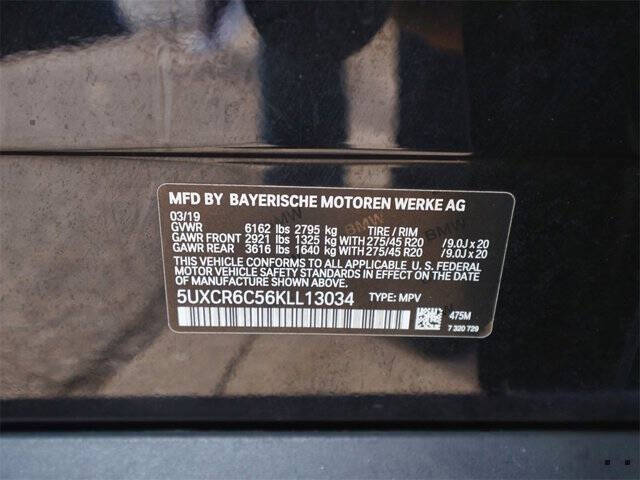 MFD BY BAYERISCHE MOTOREN WERKE AG
03/19
GVWR 6162 lbs 2795 kg TIRE / RIM
GAWR FRONT 2921 lbs 1325 kg WITH 275/45 R20 /9.0J x 20
GAWR REAR 3616 lbs 1640 kg WITH 275/45 R20 /9.0J x 20
THIS VEHICLE CONFORMS TO ALL APPLICABLE U.S. FEDERAL
MOTOR VEHICLE SAFETY STANDARDS IN EFFECT ON THE DATE
OF MANUFACTURE SHOWN ABOVE.
5UXCR6C56KLL13034 TYPE: MPV
475M
7 320 729
BMW
BMW